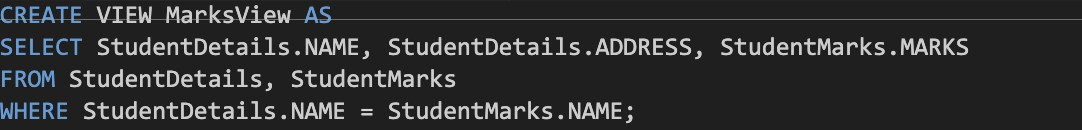 CREATE VIEW MarksView AS
SELECT StudentDetails.NAME, StudentDetails.ADDRESS, StudentMarks.MARKS
FROM StudentDetails, StudentMarks
WHERE StudentDetails.NAME = StudentMarks.NAME;